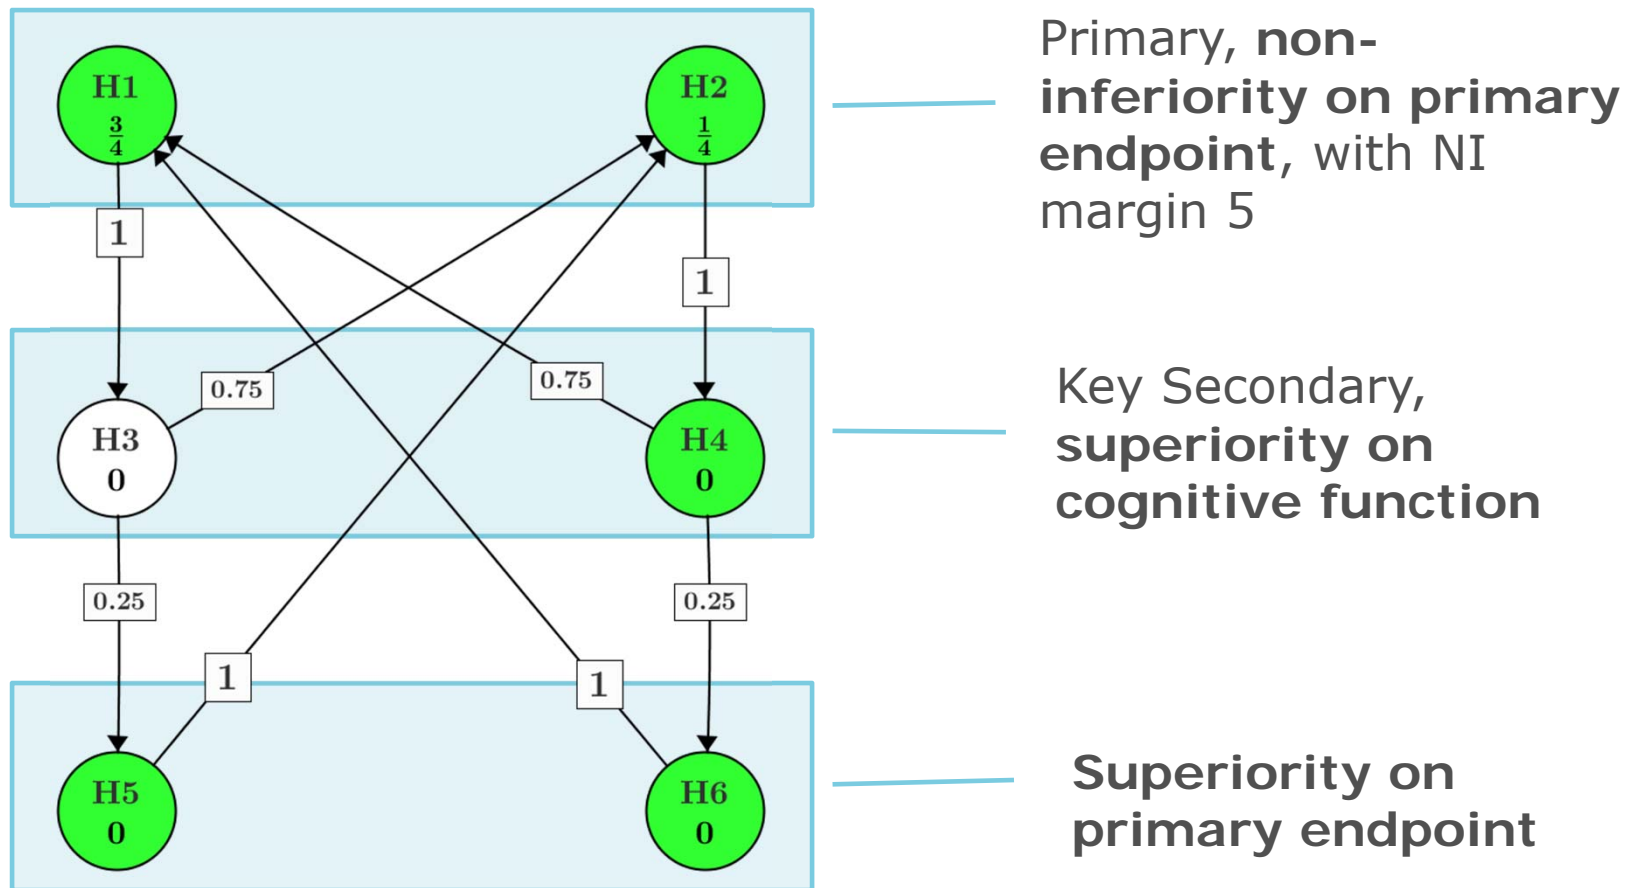 H1
3/4
H2
1/4
Primary, non-
inferiority on primary
endpoint, with NI
margin 5
1
1
0.75
0.75
H3
0
H4
0
Key Secondary,
superiority on
cognitive function
0.25
0.25
1
1
H5
0
H6
0
Superiority on
primary endpoint